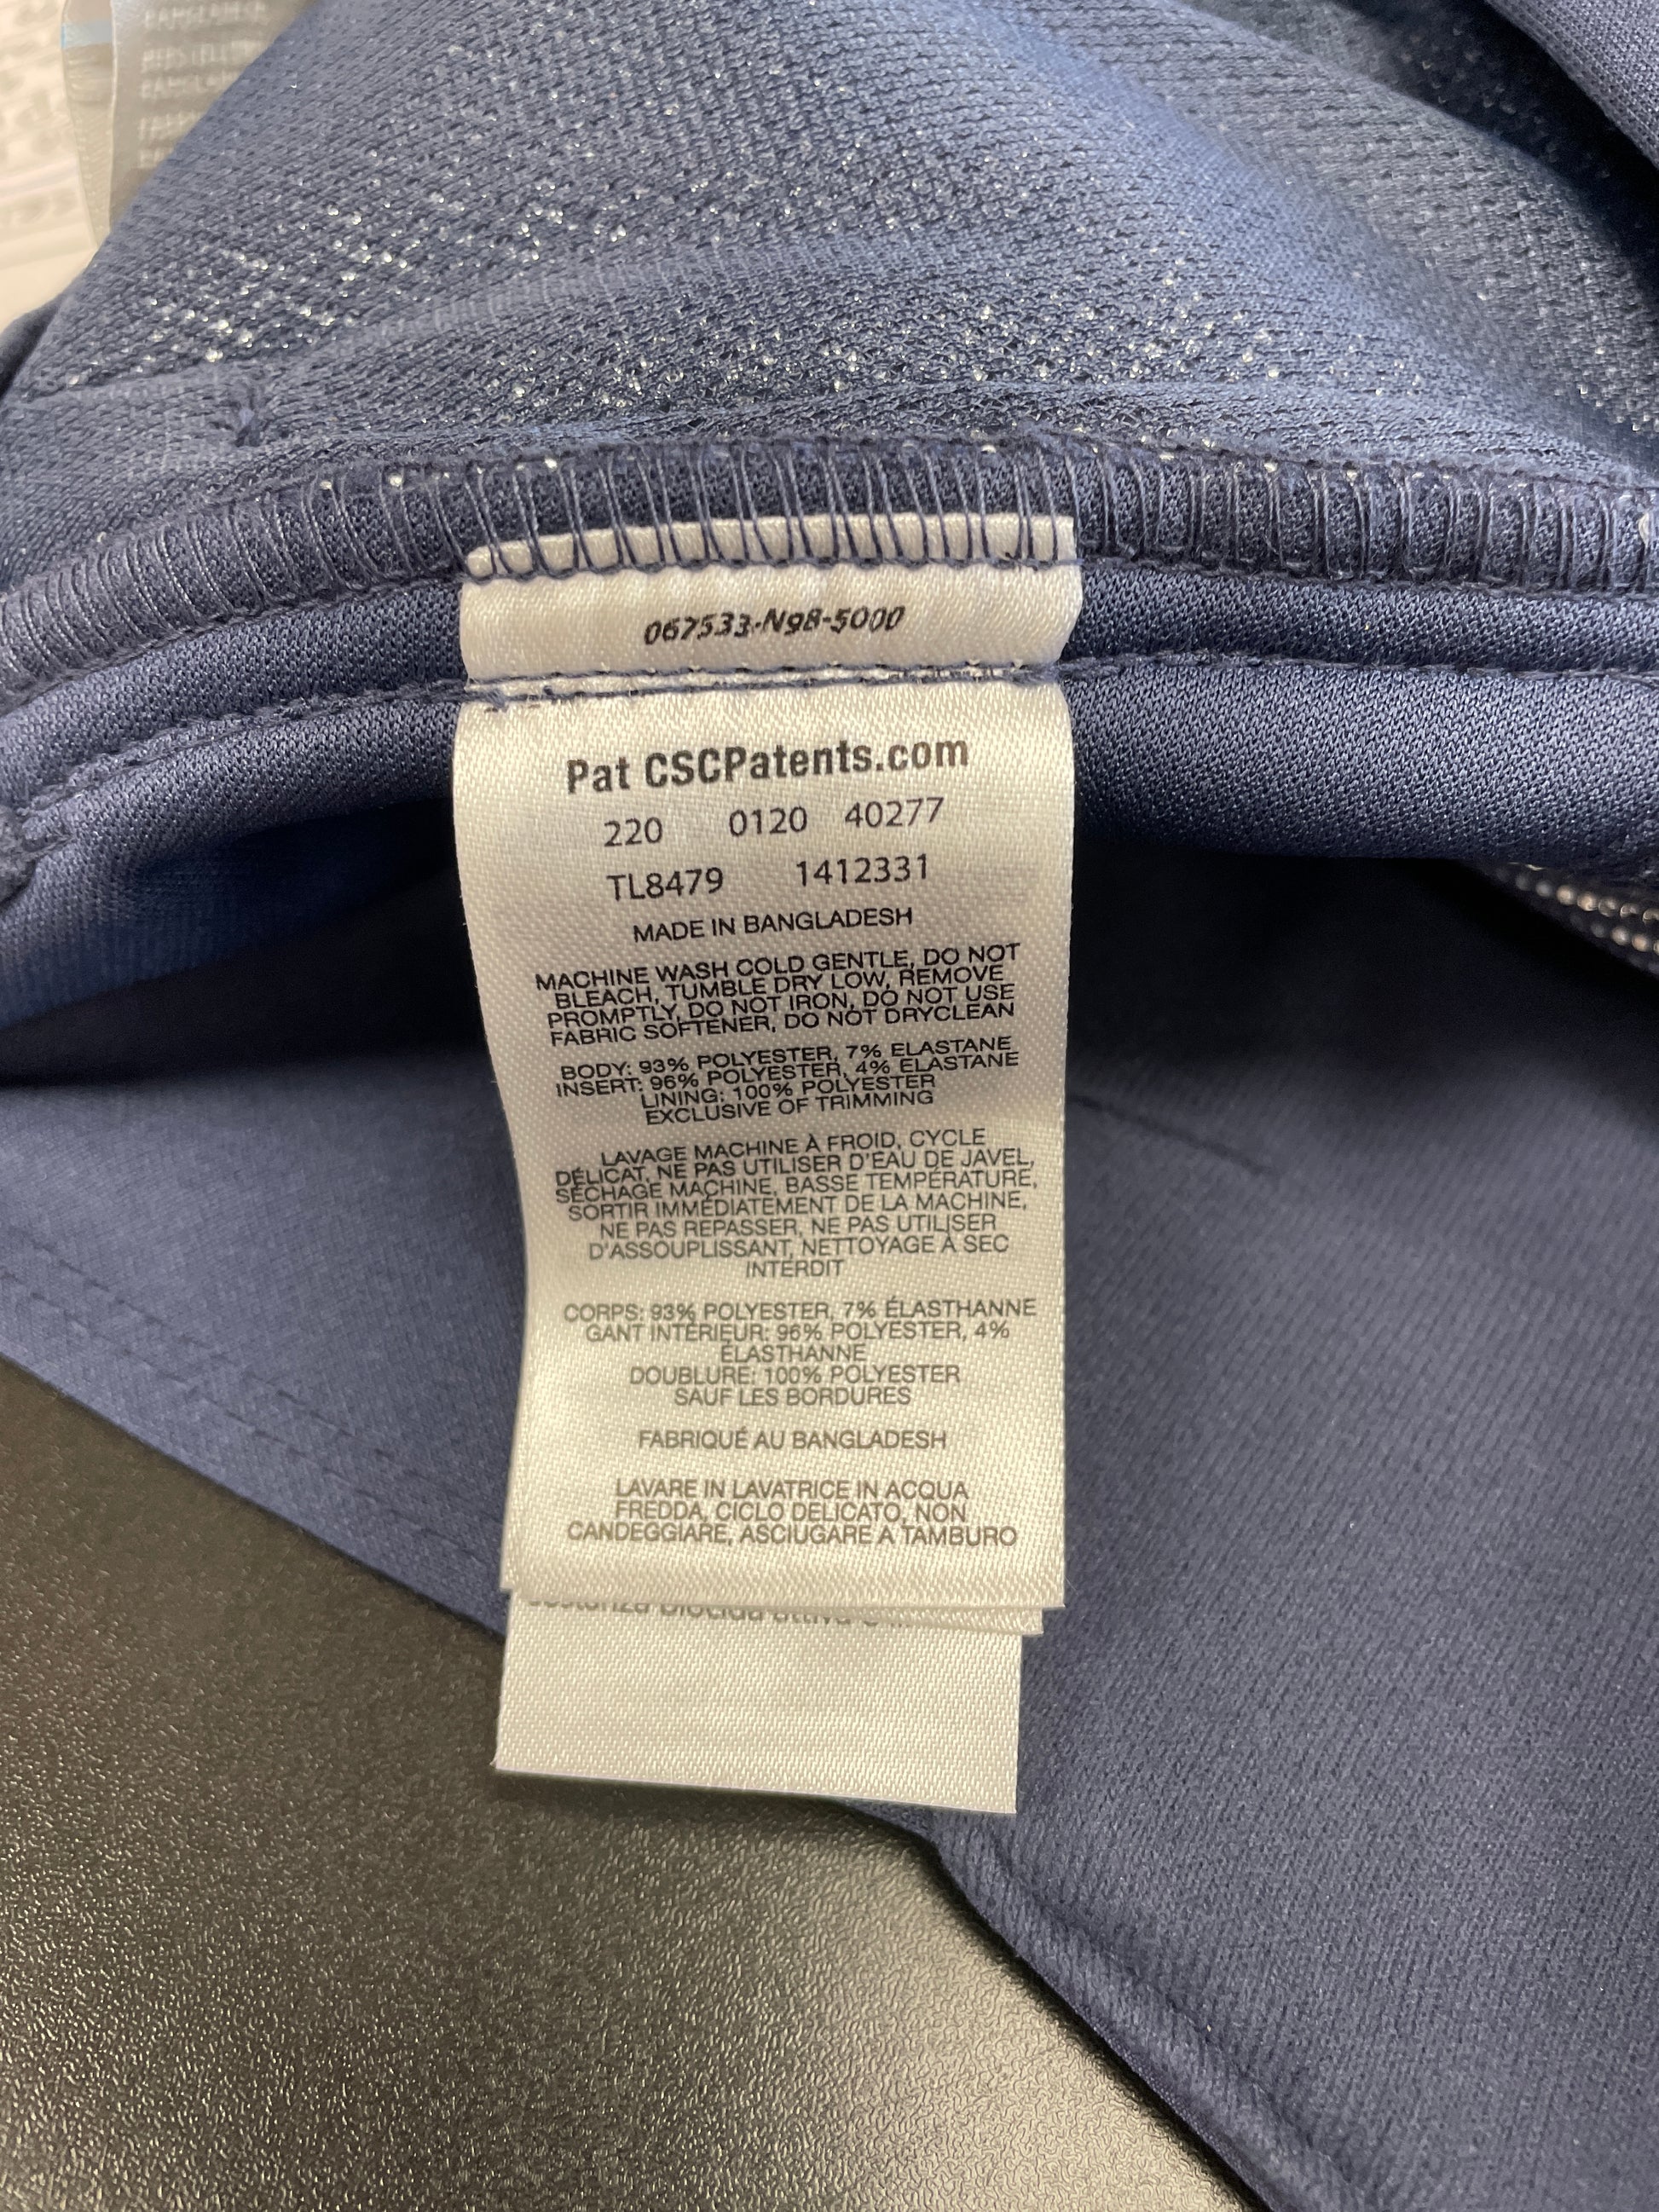 067533-N98-5000
Pat CSCPatents.com
220 0120 40277
TL8479 1412331
MADE IN BANGLADESH
MACHINE WASH COLD GENTLE, DO NOT
BLEACH, TUMBLE DRY LOW, REMOVE
PROMPTLY, DO NOT IRON, DO NOT USE
FABRIC SOFTENER, DO NOT DRYCLEAN
BODY: 93% POLYESTER, 7% ELASTANE
INSERT: 96% POLYESTER, 4% ELASTANE
LINING: 100% POLYESTER
EXCLUSIVE OF TRIMMING
LAVAGE MACHINE À FROID, CYCLE
DÉLICAT, NE PAS UTILISER D'EAU DE JAVEL,
SÉCHAGE MACHINE, BASSE TEMPÉRATURE,
SORTIR IMMÉDIATEMENT DE LA MACHINE,
NE PAS REPASSER, NE PAS UTILISER
D'ASSOUPLISSANT, NETTOYAGE À SEC
INTERDIT
CORPS: 93% POLYESTER, 7% ÉLASTHANNE
GANT INTÉRIEUR: 96% POLYESTER, 4%
ÉLASTHANNE
DOUBLURE: 100% POLYESTER
SAUF LES BORDURES
FABRIQUÉ AU BANGLADESH
LAVARE IN LAVATRICE IN ACQUA
FREDDA, CICLO DELICATO, NON
CANDEGGIARE, ASCIUGARE A TAMBURO